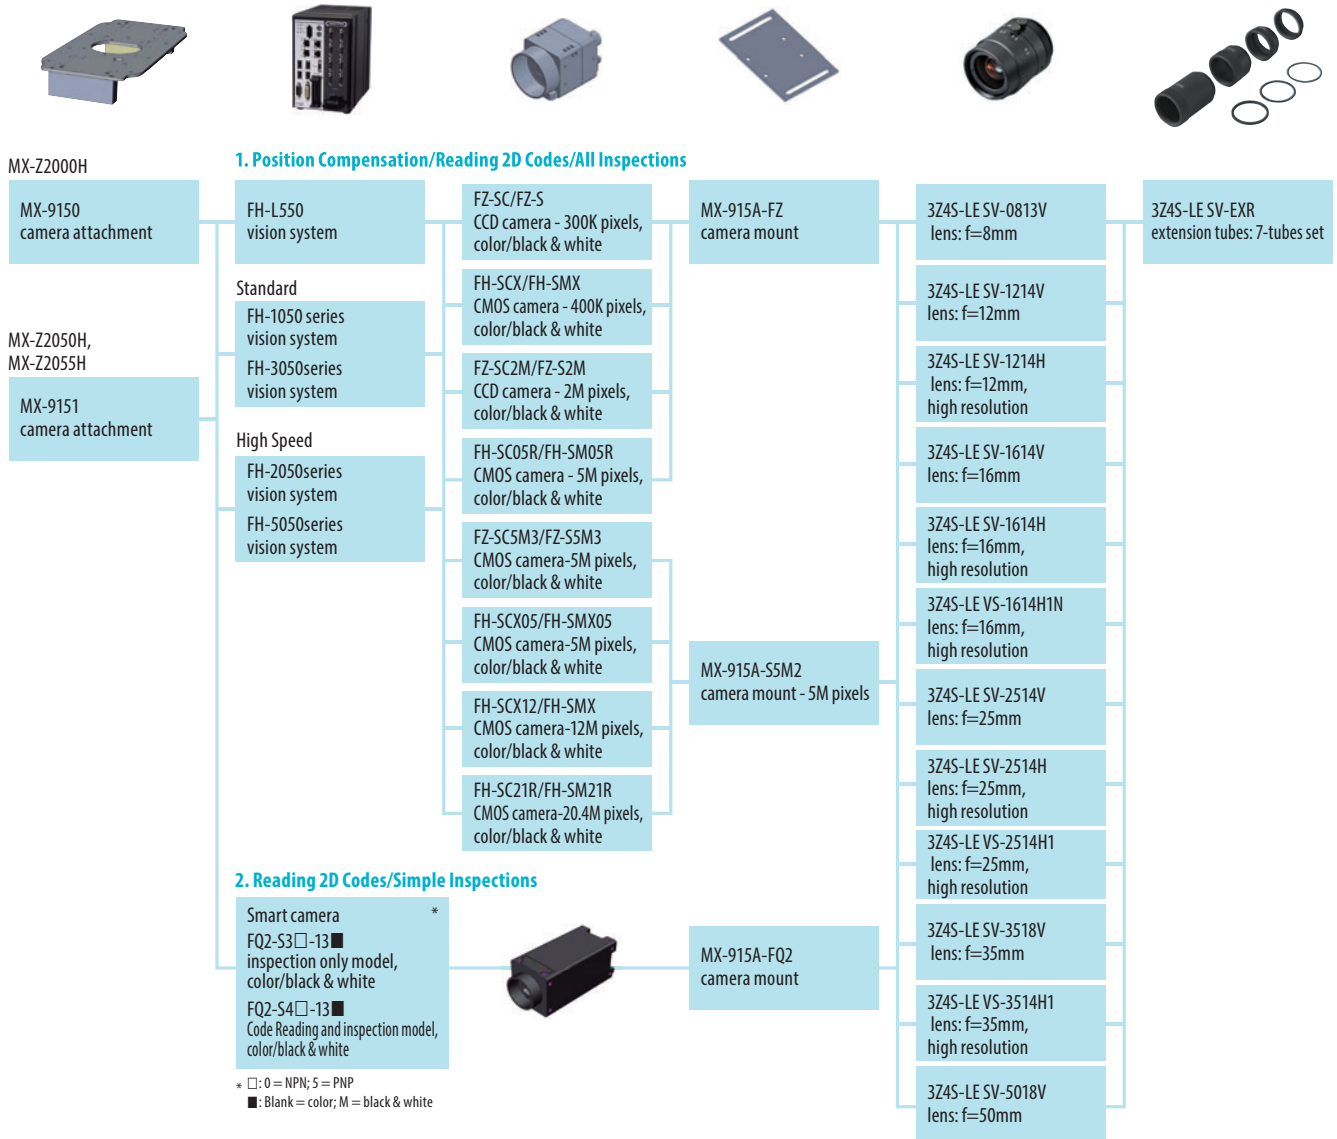 MX-Z2000H
MX-9150
camera attachment
MX-Z2050H,
MX-Z2055H
MX-9151
camera attachment
1. Position Compensation/Reading 2D Codes/All Inspections
FH-L550
vision system
Standard
FH-1050 series
vision system
FH-3050series
vision system
High Speed
FH-2050series
vision system
FH-5050series
vision system
FZ-SC/FZ-S
CCD camera - 300K pixels,
color/black & white
FH-SCX/FH-SMX
CMOS camera - 400K pixels,
color/black & white
FZ-SC2M/FZ-S2M
CCD camera - 2M pixels,
color/black & white
FH-SC05R/FH-SM05R
CMOS camera - 5M pixels,
color/black & white
FZ-SC5M3/FZ-S5M3
CMOS camera-5M pixels,
color/black & white
FH-SCX05/FH-SMX05
CMOS camera-5M pixels,
color/black & white
FH-SCX12/FH-SMX
CMOS camera-12M pixels,
color/black & white
FH-SC21R/FH-SM21R
CMOS camera-20.4M pixels,
color/black & white
MX-915A-FZ
camera mount
MX-915A-S5M2
camera mount - 5M pixels
3Z4S-LE SV-0813V
lens: f=8mm
3Z4S-LE SV-1214V
lens: f=12mm
3Z4S-LE SV-1214H
lens: f=12mm,
high resolution
3Z4S-LE SV-1614V
lens: f=16mm
3Z4S-LE SV-1614H
lens: f=16mm,
high resolution
3Z4S-LE VS-1614H1N
lens: f=16mm,
high resolution
3Z4S-LE SV-2514V
lens: f=25mm
3Z4S-LE SV-2514H
lens: f=25mm,
high resolution
3Z4S-LE VS-2514H1
lens: f=25mm,
high resolution
3Z4S-LE SV-3518V
lens: f=35mm
3Z4S-LE VS-3514H1
lens: f=35mm,
high resolution
3Z4S-LE SV-5018V
lens: f=50mm
3Z4S-LE SV-EXR
extension tubes: 7-tubes set
2. Reading 2D Codes/Simple Inspections
Smart camera *
FQ2-S3□-13■
inspection only model,
color/black & white
FQ2-S4□-13■
Code Reading and inspection model,
color/black & white
MX-915A-FQ2
camera mount
* □: 0 = NPN; 5 = PNP
■: Blank = color; M = black & white